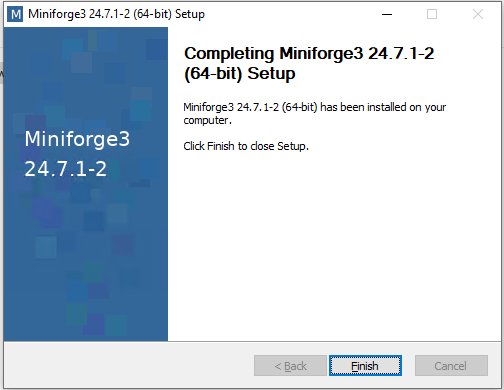 M Miniforge3 24.7.1-2 (64-bit) Setup
Completing Miniforge3 24.7.1-2
(64-bit) Setup
Miniforge3 24.7.1-2 (64-bit) has been installed on your
computer.
Click Finish to close Setup.
Miniforge3
24.7.1-2
< Back Finish Cancel